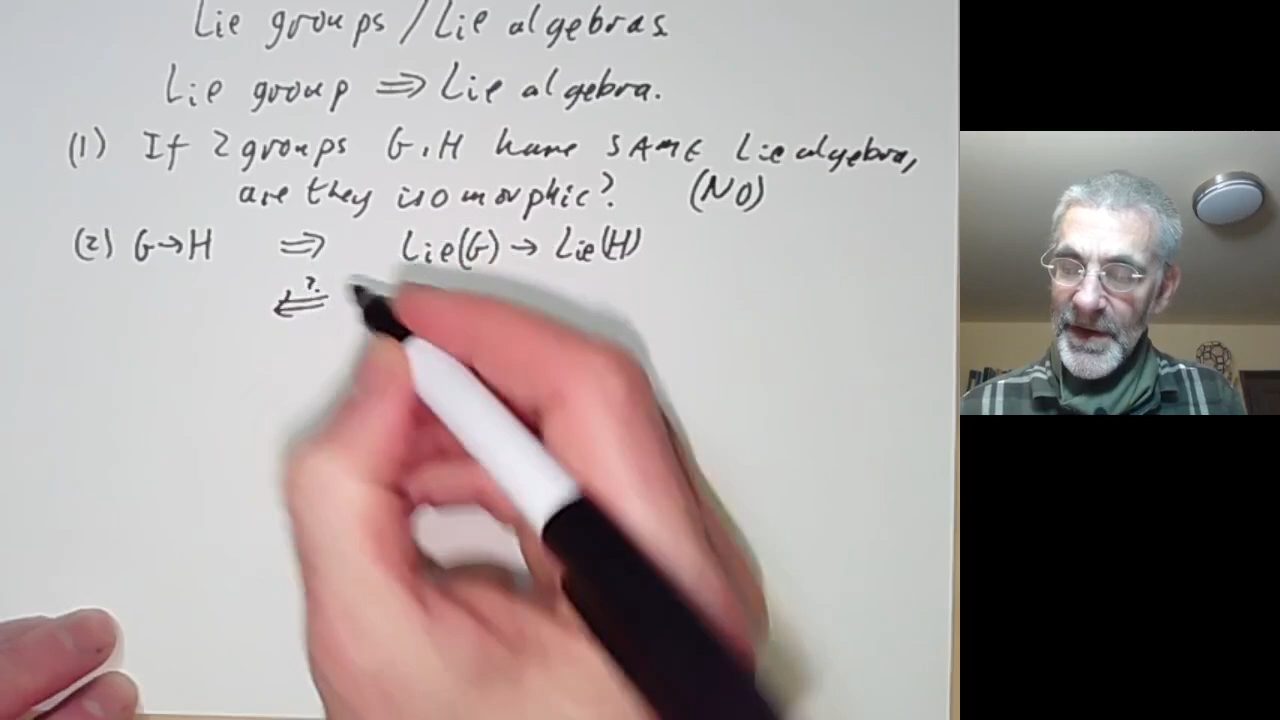 Lie groups / Lie algebras
Lie group ⇒ Lie algebra.
(1) If 2 groups G, H have SAME Lie algebra,
are they isomorphic? (NO)
(2) G→H ⇒ Lie(G) → Lie(H)
⇐ ?